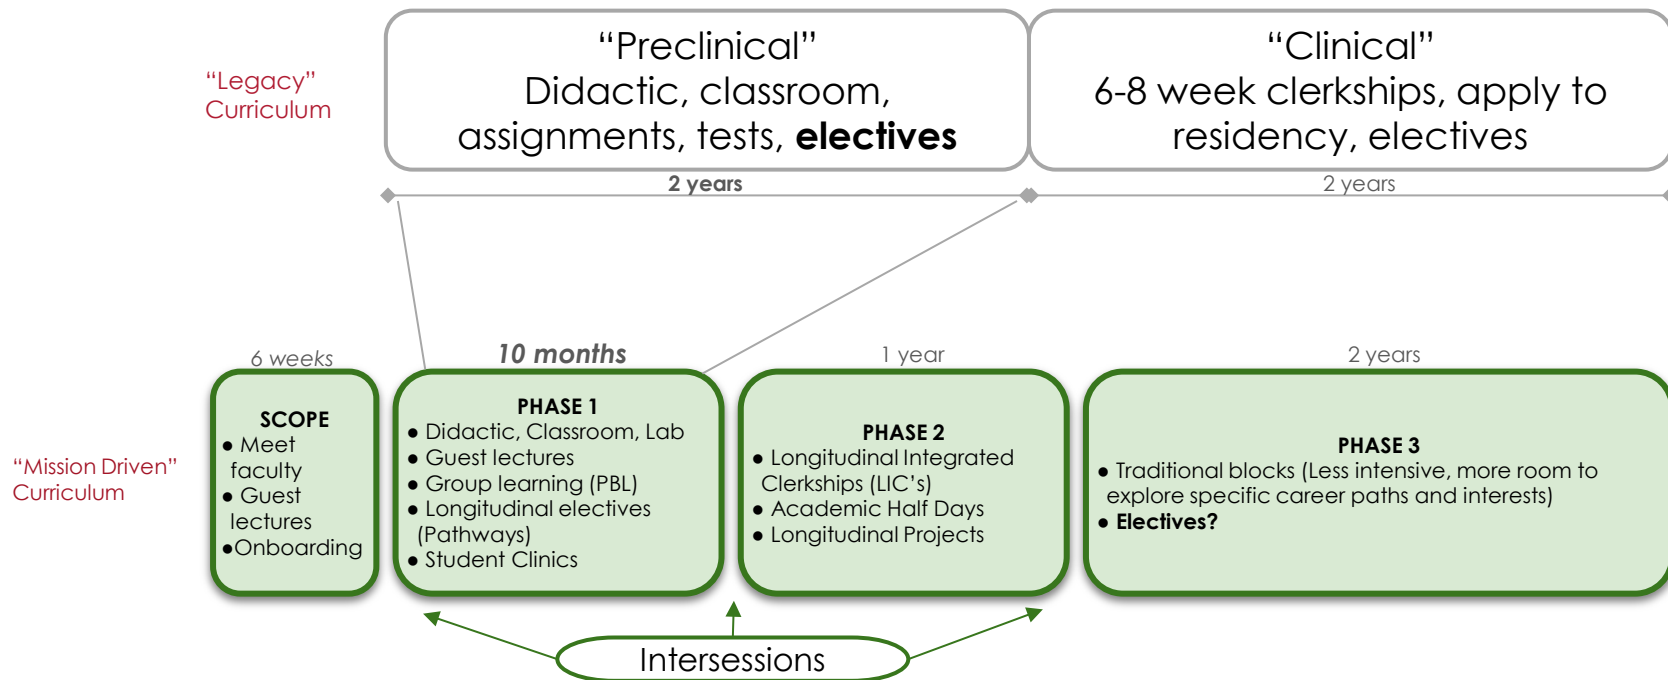 “Legacy”
Curriculum
“Preclinical”
Didactic, classroom,
assignments, tests, electives
“Clinical”
6-8 week clerkships, apply to
residency, electives
2 years
2 years
6 weeks
10 months
1 year
2 years
“Mission Driven”
Curriculum
SCOPE
● Meet
faculty
● Guest
lectures
●Onboarding
PHASE 1
● Didactic, Classroom, Lab
● Guest lectures
● Group learning (PBL)
● Longitudinal electives
(Pathways)
● Student Clinics
PHASE 2
● Longitudinal Integrated
Clerkships (LIC’s)
● Academic Half Days
● Longitudinal Projects
PHASE 3
● Traditional blocks (Less intensive, more room to
explore specific career paths and interests)
● Electives?
Intersessions